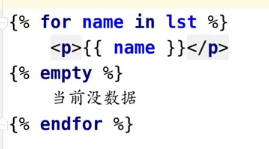 {% for name in lst %}
    <p>{{ name }}</p>
{% empty %}
    当前没数据
{% endfor %}